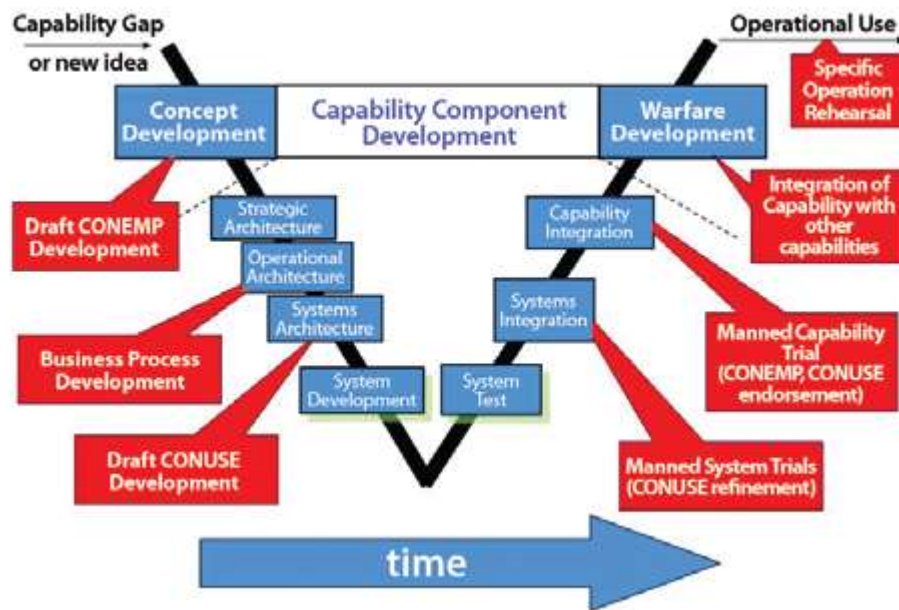 Capability Gap
or new idea
Operational Use
Specific
Operation
Rehearsal
Concept
Development
Capability Component
Development
Warfare
Development
Draft CONEMP
Development
Strategic
Architecture
Capability
Integration
Integration of
Capability with
other
capabilities
Operational
Architecture
Systems
Architecture
Systems
Integration
Business Process
Development
Manned Capability
Trial
(CONEMP, CONUSE
endorsement)
System
Development
System
Test
Draft CONUSE
Development
Manned System Trials
(CONUSE refinement)
time